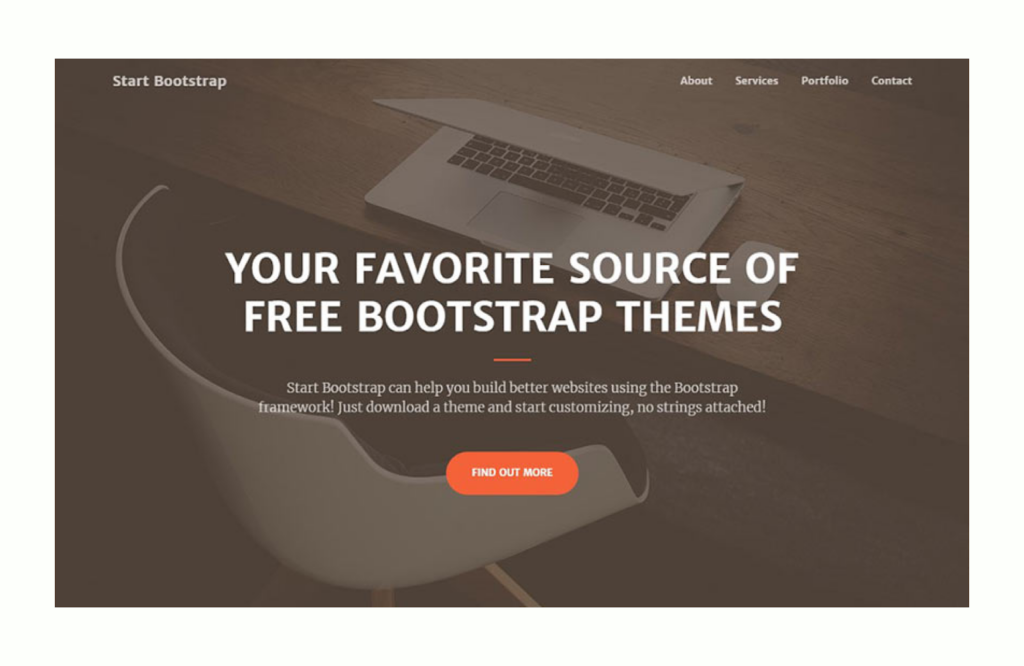 Start Bootstrap
About Services Portfolio Contact
YOUR FAVORITE SOURCE OF
FREE BOOTSTRAP THEMES
Start Bootstrap can help you build better websites using the Bootstrap
framework! Just download a theme and start customizing, no strings attached!
FIND OUT MORE